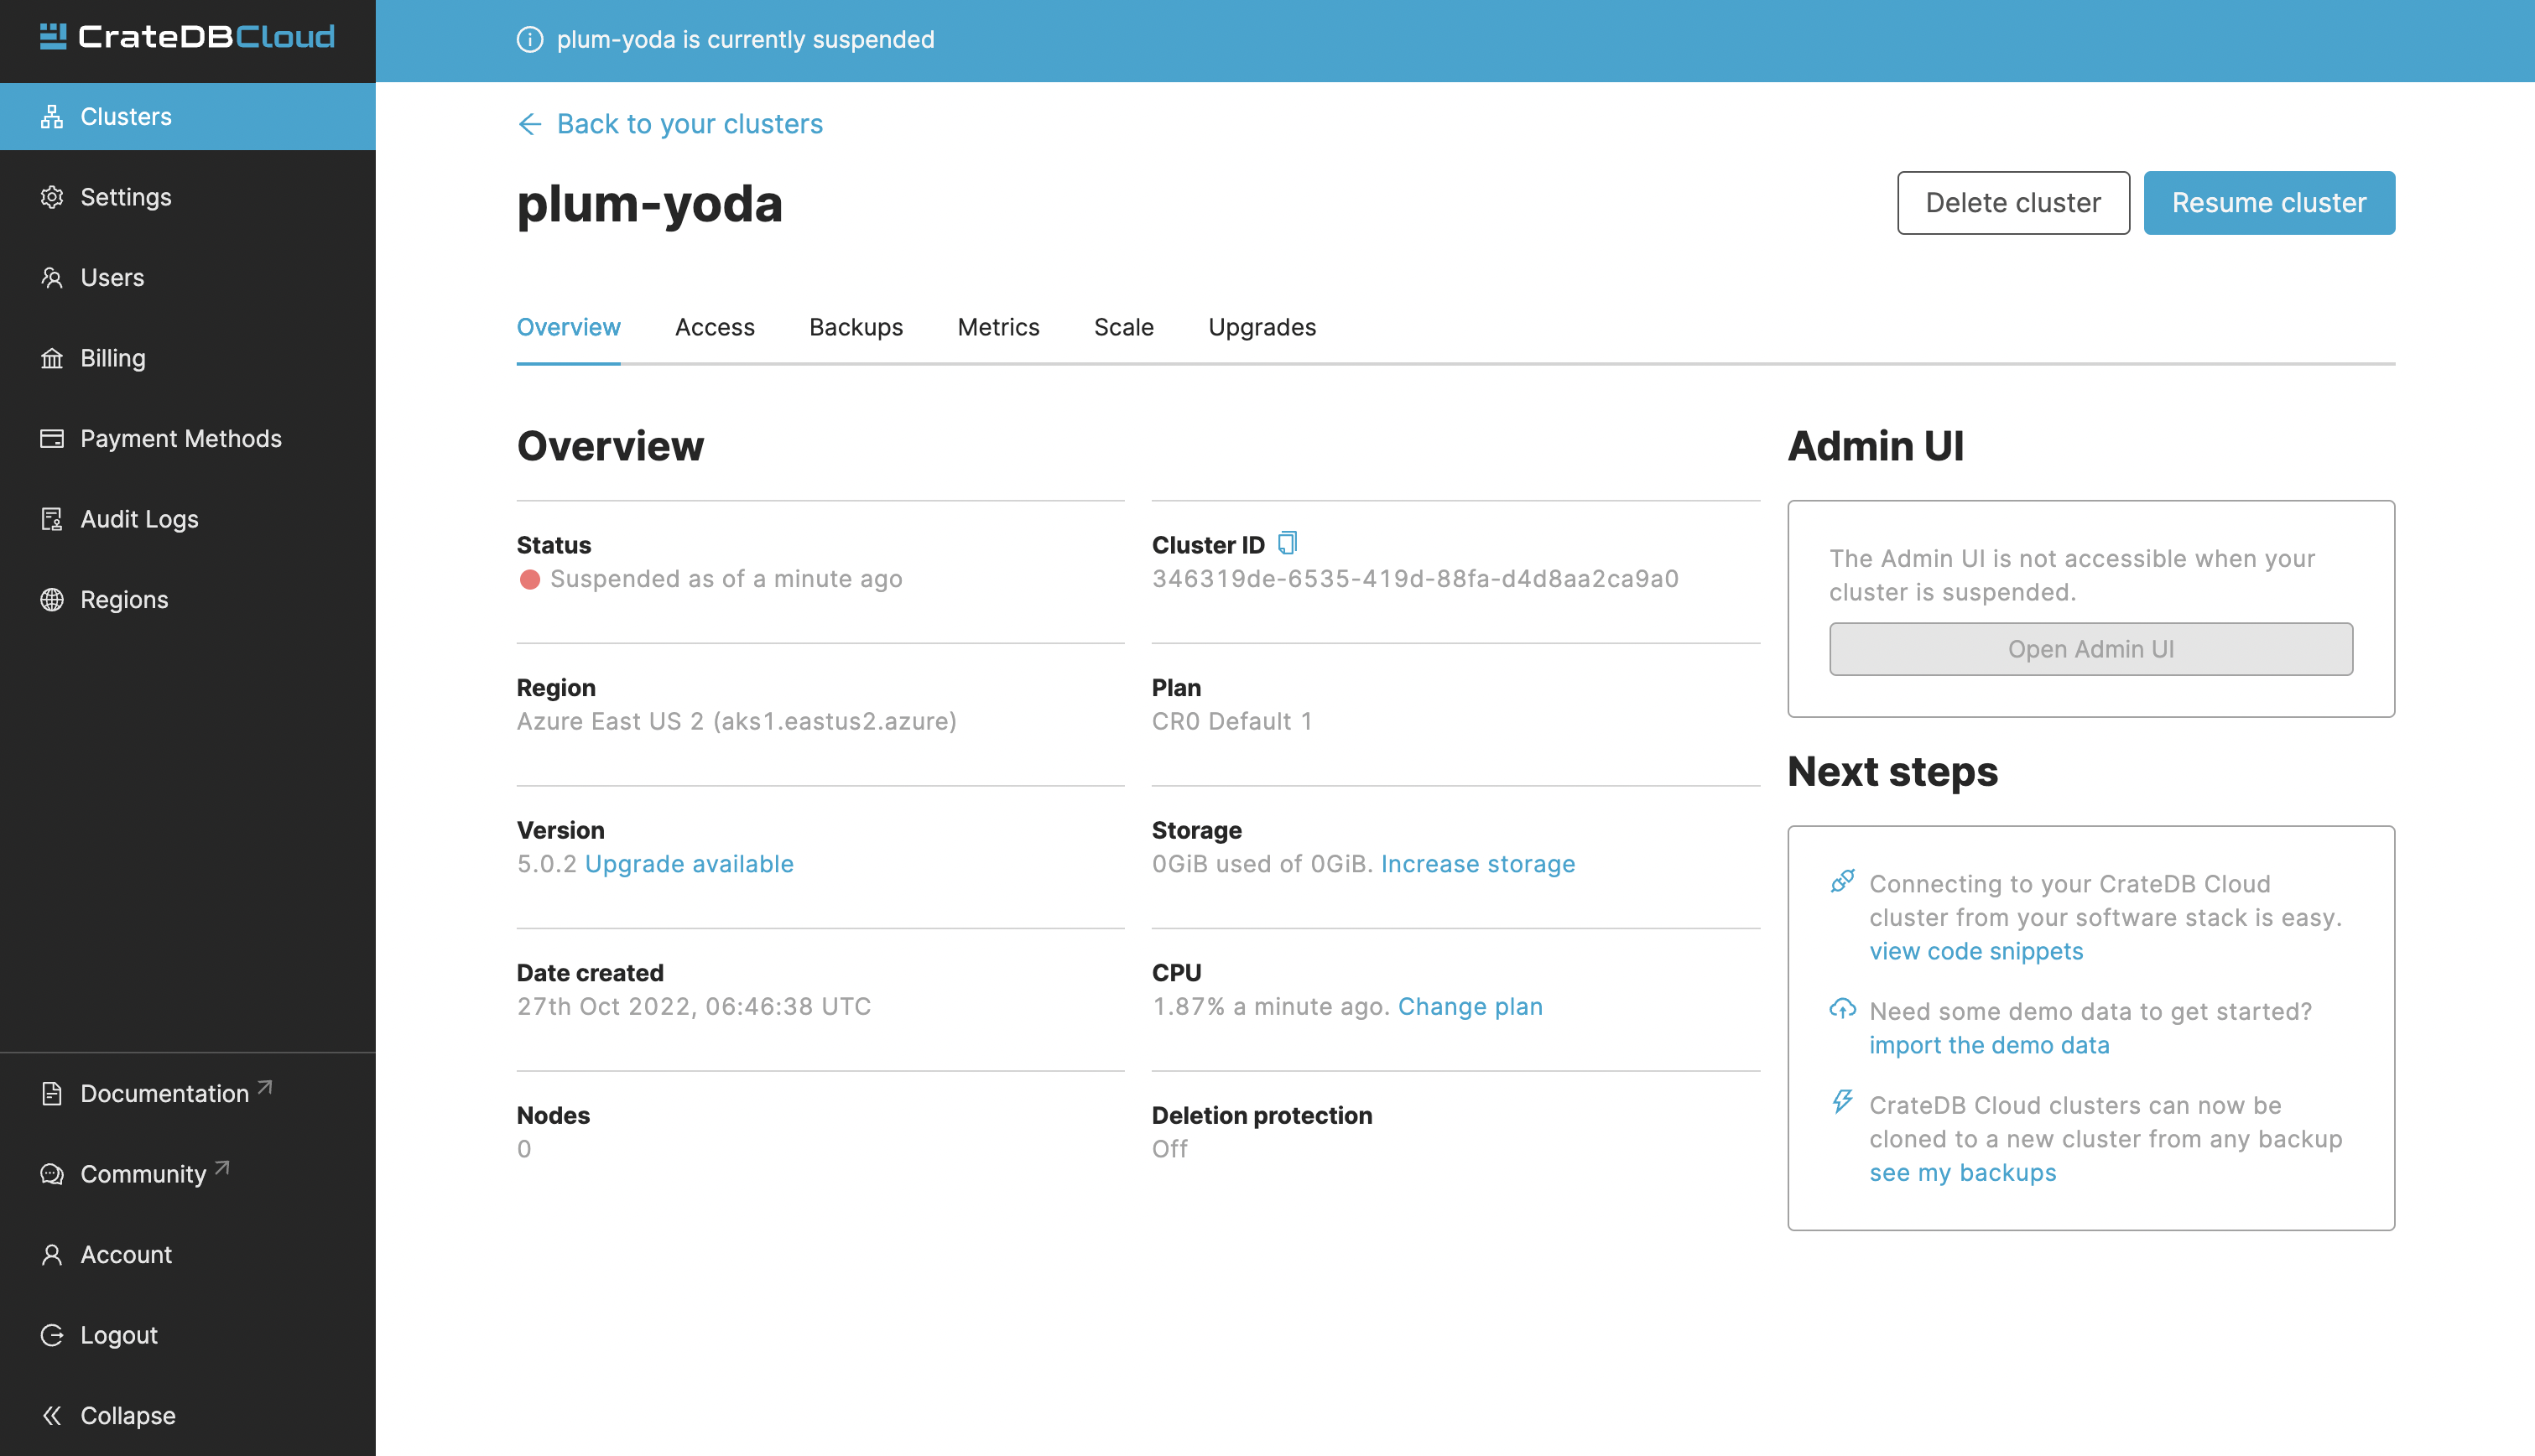 CrateDBCloud
Clusters
Settings
Users
Billing
Payment Methods
Audit Logs
Regions
Documentation
Community
Account
Logout
Collapse
plum-yoda is currently suspended
Back to your clusters
plum-yoda
Delete cluster
Resume cluster
Overview
Access
Backups
Metrics
Scale
Upgrades
Overview
Status
Suspended as of a minute ago
Cluster ID
346319de-6535-419d-88fa-d4d8aa2ca9a0
Region
Azure East US 2 (aks1.eastus2.azure)
Plan
CR0 Default 1
Version
5.0.2 Upgrade available
Storage
0GiB used of 0GiB. Increase storage
Date created
27th Oct 2022, 06:46:38 UTC
CPU
1.87% a minute ago. Change plan
Nodes
0
Deletion protection
Off
Admin UI
The Admin UI is not accessible when your
cluster is suspended.
Open Admin UI
Next steps
Connecting to your CrateDB Cloud
cluster from your software stack is easy.
view code snippets
Need some demo data to get started?
import the demo data
CrateDB Cloud clusters can now be
cloned to a new cluster from any backup
see my backups